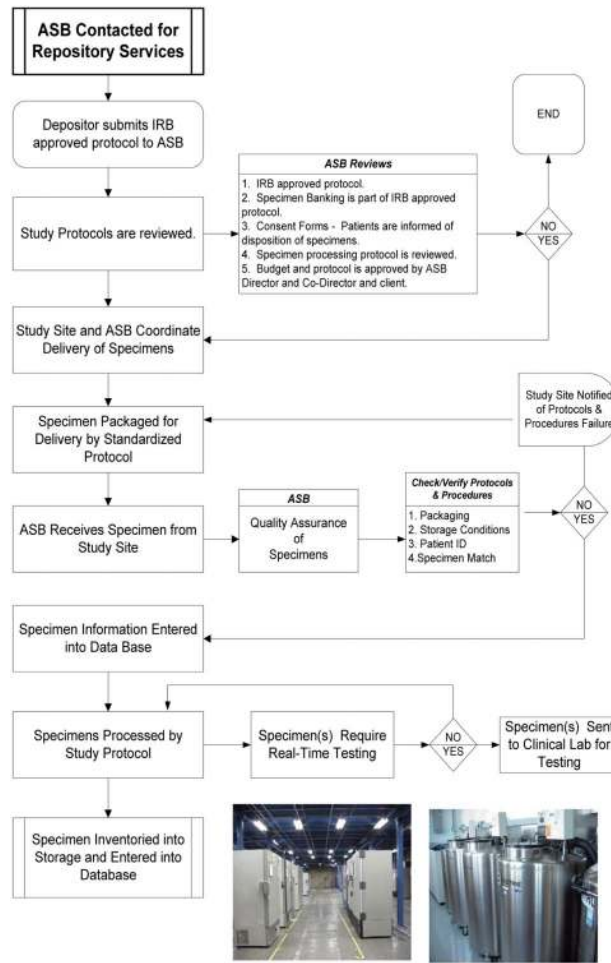 ASB Contacted for
Repository Services
Depositor submits IRB
approved protocol to ASB
END
Study Protocols are reviewed.
ASB Reviews
1. IRB approved protocol.
2. Specimen Banking is part of IRB approved
protocol.
3. Consent Forms - Patients are informed of
disposition of specimens.
4. Specimen processing protocol is reviewed.
5. Budget and protocol is approved by ASB
Director and Co-Director and client.
NO
YES
Study Site and ASB Coordinate
Delivery of Specimens
Study Site Notified
of Protocols &
Procedures Failure
Specimen Packaged for
Delivery by Standardized
Protocol
ASB Receives Specimen from
Study Site
ASB
Quality Assurance
of
Specimens
Check/Verify Protocols
& Procedures
1. Packaging
2. Storage Conditions
3. Patient ID
4.Specimen Match
NO
YES
Specimen Information Entered
into Data Base
Specimens Processed by
Study Protocol
Specimen(s) Require
Real-Time Testing
NO
YES
Specimen(s) Sent
to Clinical Lab for
Testing
Specimen Inventoried into
Storage and Entered into
Database